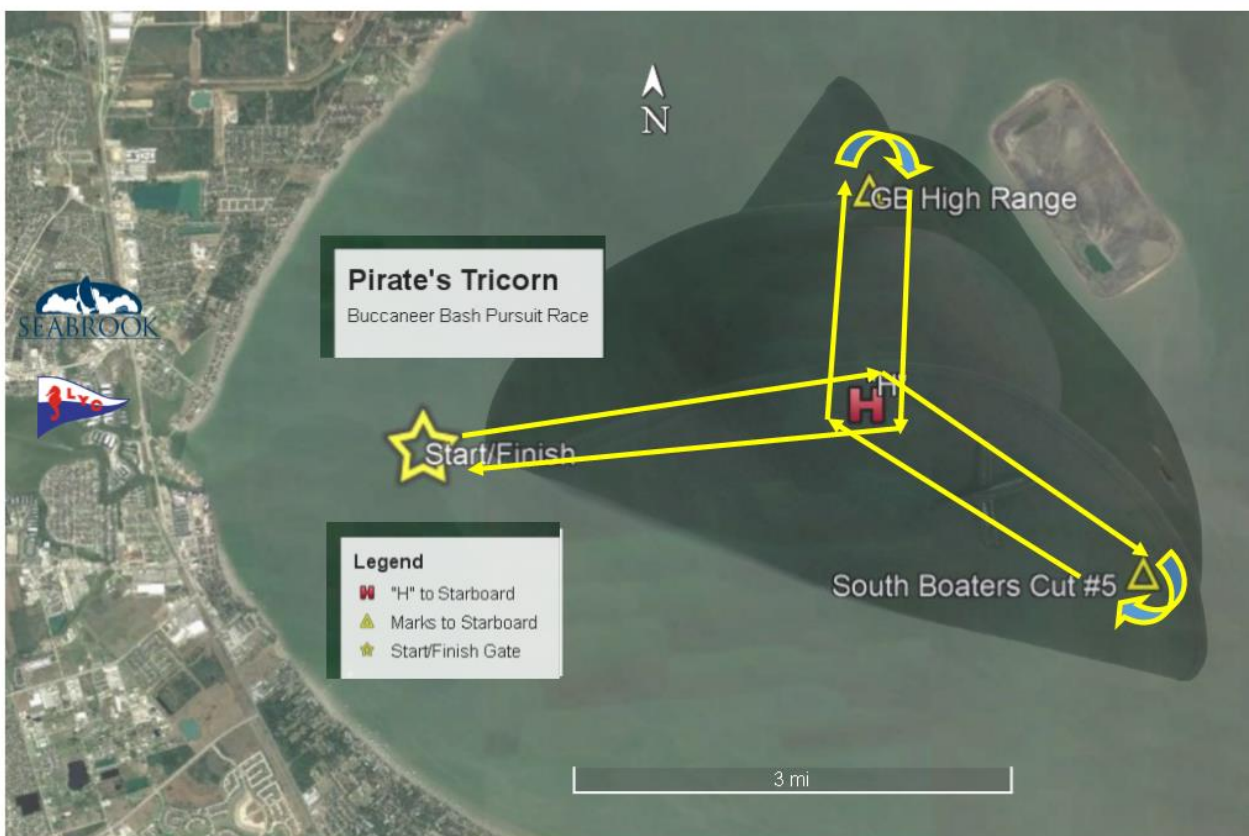 N
GB High Range
Pirate's Tricorn
Buccaneer Bash Pursuit Race
SEABROOK
LYC
H"
H
Start/Finish
Legend
H "H" to Starboard
Marks to Starboard
Start/Finish Gate
South Boaters Cut #5
3 mi